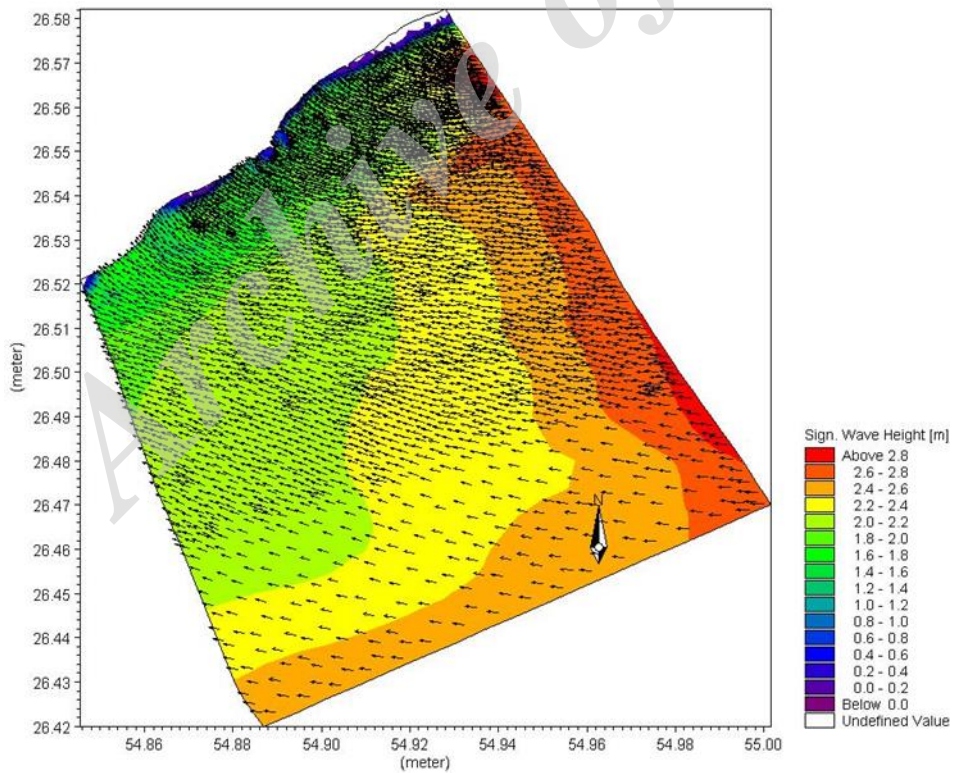 Archive of
26.58
26.57
26.56
26.55
26.54
26.53
26.52
26.51
26.50
26.49
26.48
26.47
26.46
26.45
26.44
26.43
26.42
(meter)
N
54.86 54.88 54.90 54.92 54.94 54.96 54.98 55.00
(meter)
Sign. Wave Height [m]
Above 2.8
2.6 - 2.8
2.4 - 2.6
2.2 - 2.4
2.0 - 2.2
1.8 - 2.0
1.6 - 1.8
1.4 - 1.6
1.2 - 1.4
1.0 - 1.2
0.8 - 1.0
0.6 - 0.8
0.4 - 0.6
0.2 - 0.4
0.0 - 0.2
Below 0.0
Undefined Value